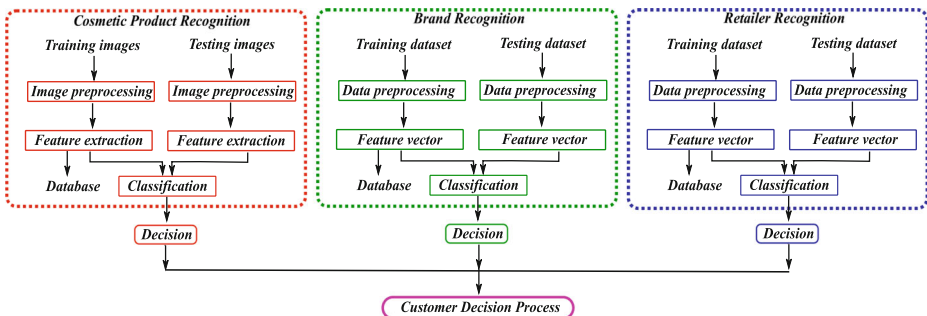 Cosmetic Product Recognition
Training images
Testing images
Image preprocessing
Image preprocessing
Feature extraction
Feature extraction
Database
Classification
Decision
Brand Recognition
Training dataset
Testing dataset
Data preprocessing
Data preprocessing
Feature vector
Feature vector
Database
Classification
Decision
Retailer Recognition
Training dataset
Testing dataset
Data preprocessing
Data preprocessing
Feature vector
Feature vector
Database
Classification
Decision
Customer Decision Process